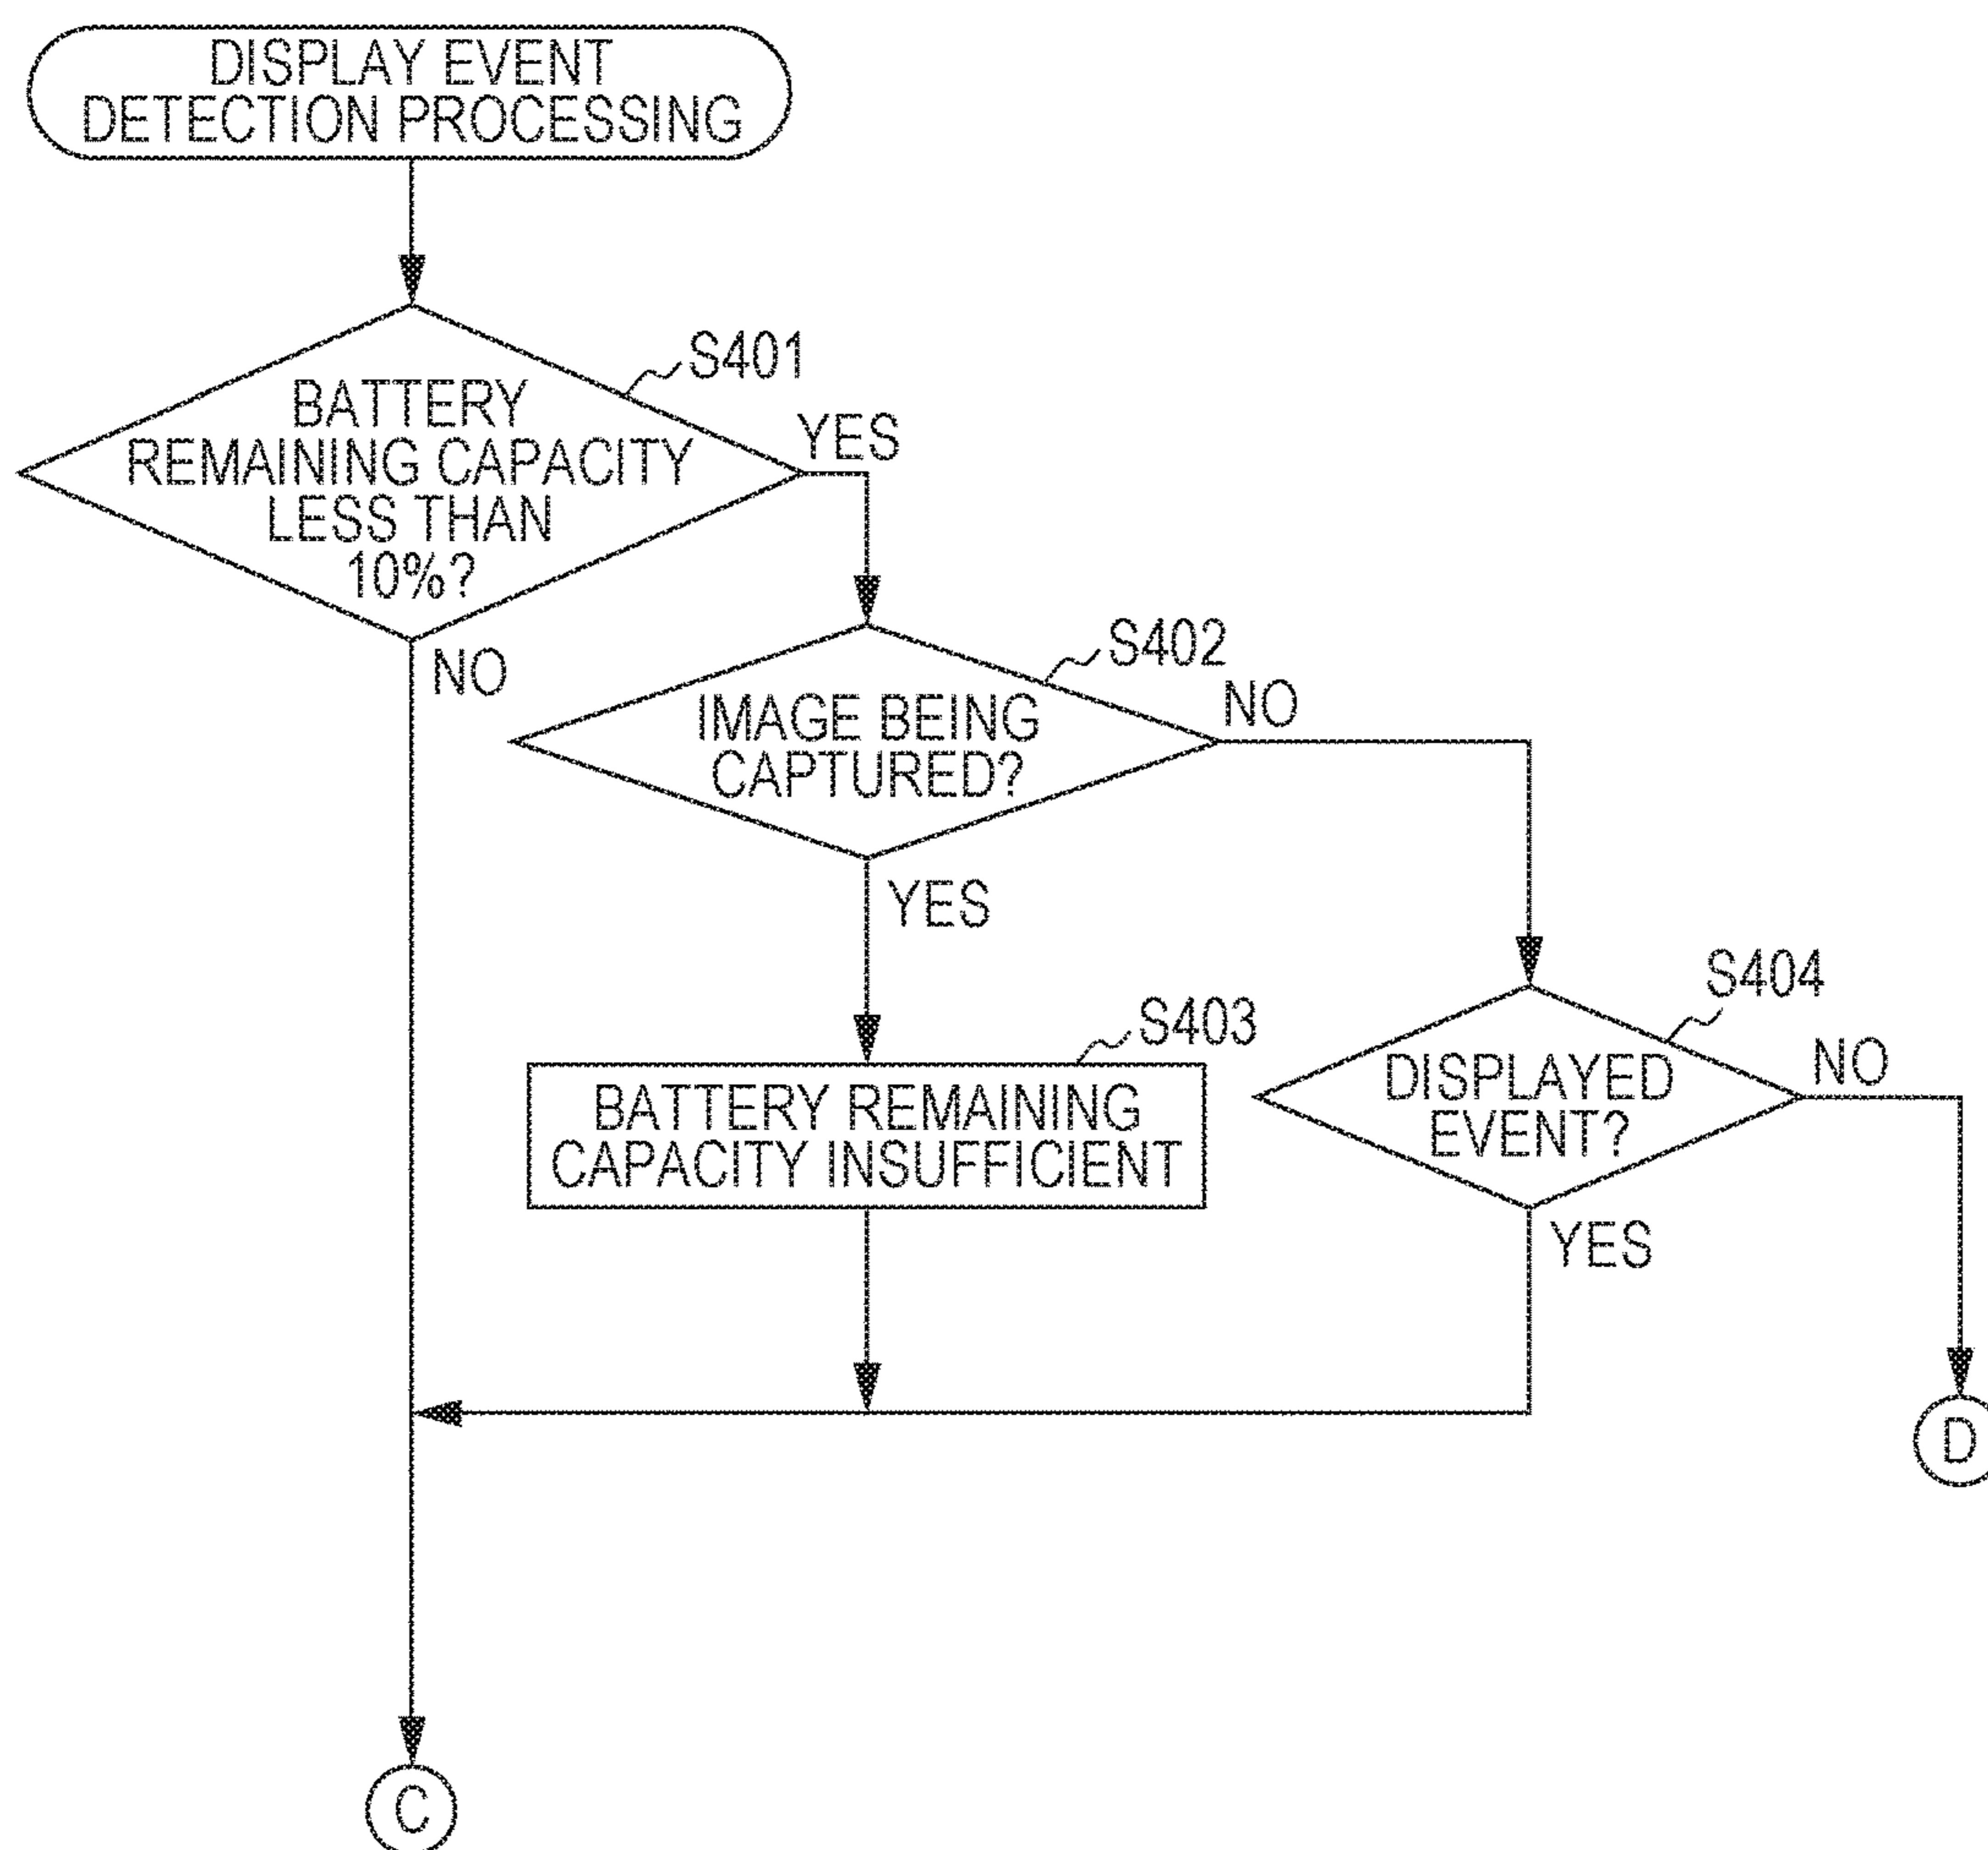 DISPLAY EVENT
DETECTION PROCESSING
S401
BATTERY
REMAINING CAPACITY
LESS THAN
10%?
YES
NO
S402
IMAGE BEING
CAPTURED?
NO
YES
S403
BATTERY REMAINING
CAPACITY INSUFFICIENT
S404
DISPLAYED
EVENT?
NO
YES
D
C